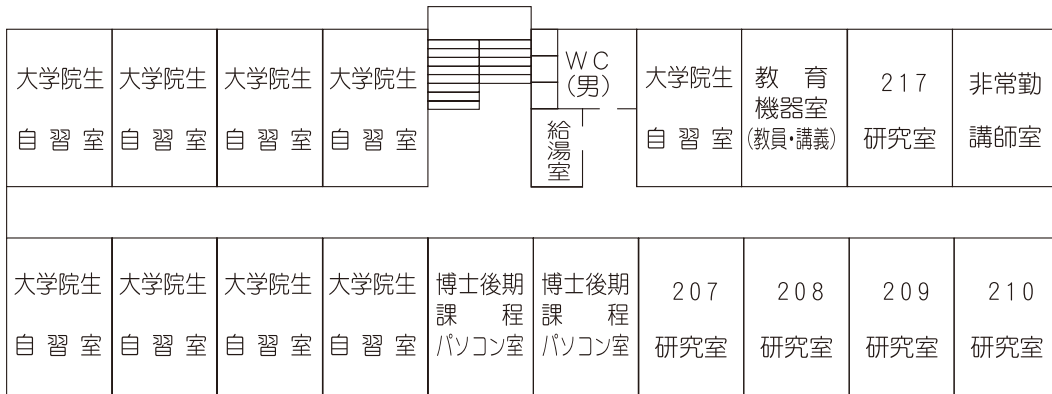 大学院生
自習室
大学院生
自習室
大学院生
自習室
大学院生
自習室
WC
(男)
給湯室
大学院生
自習室
教育
機器室
(教員・講義)
217
研究室
非常勤
講師室
大学院生
自習室
大学院生
自習室
大学院生
自習室
大学院生
自習室
博士後期
課程
パソコン室
博士後期
課程
パソコン室
207
研究室
208
研究室
209
研究室
210
研究室